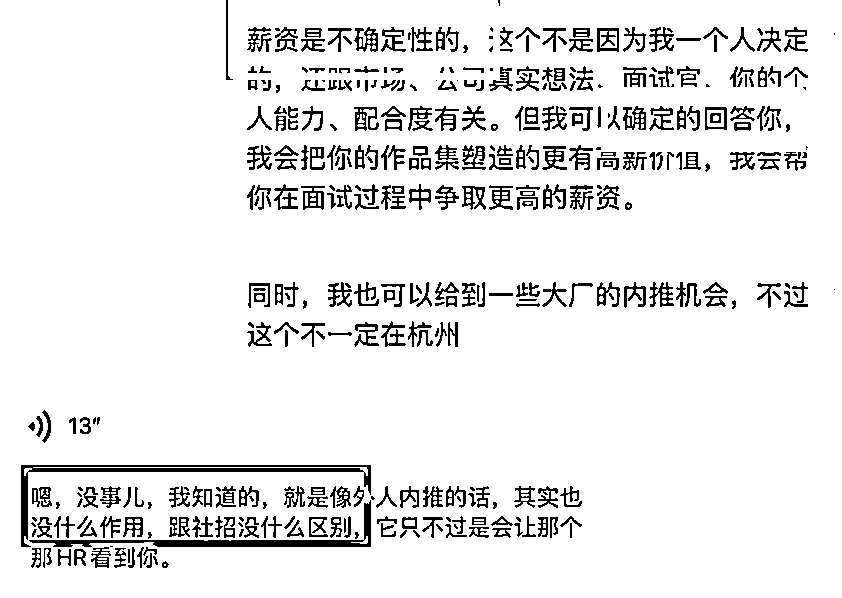 薪资是不确定性的，这个不是因为我一个人决定
的，还跟市场、公司真实想法、面试官、你的个
人能力、配合度有关。但我可以确定的回答你，
我会把你的作品集塑造的更有高新价值，我会帮
你在面试过程中争取更高的薪资。
同时，我也可以给到一些大厂的内推机会，不过
这个不一定在杭州
13"
嗯，没事儿，我知道的，就是像外人内推的话，其实也
没什么作用，跟社招没什么区别，它只不过是会让那个
那HR看到你。